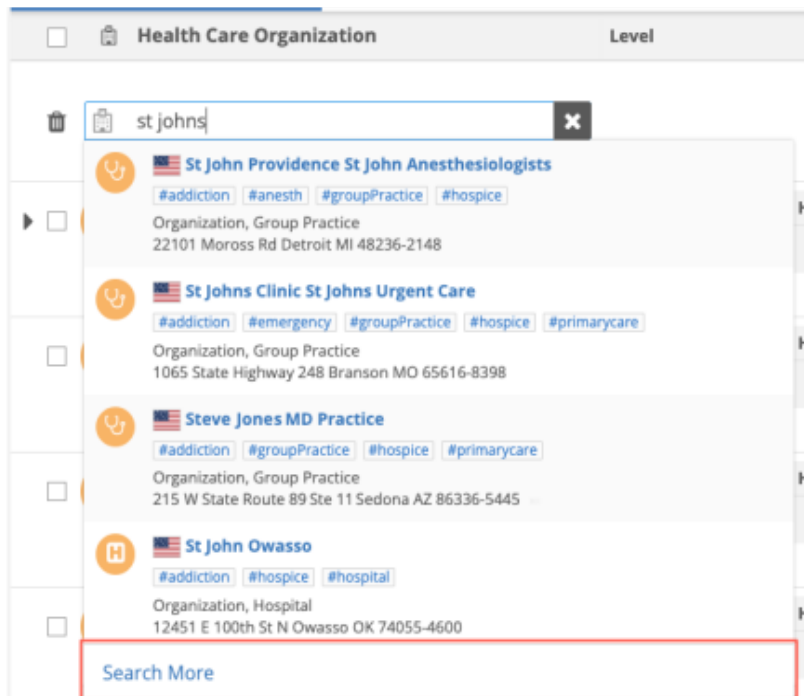 Health Care Organization Level
st johns
St John Providence St John Anesthesiologists
#addiction #anesth #groupPractice #hospice
Organization, Group Practice
22101 Moross Rd Detroit MI 48236-2148
St Johns Clinic St Johns Urgent Care
#addiction #emergency #groupPractice #hospice #primarycare
Organization, Group Practice
1065 State Highway 248 Branson MO 65616-8398
Steve Jones MD Practice
#addiction #groupPractice #hospice #primarycare
Organization, Group Practice
215 W State Route 89 Ste 11 Sedona AZ 86336-5445
H
St John Owasso
#addiction #hospice #hospital
Organization, Hospital
12451 E 100th St N Owasso OK 74055-4600
Search More